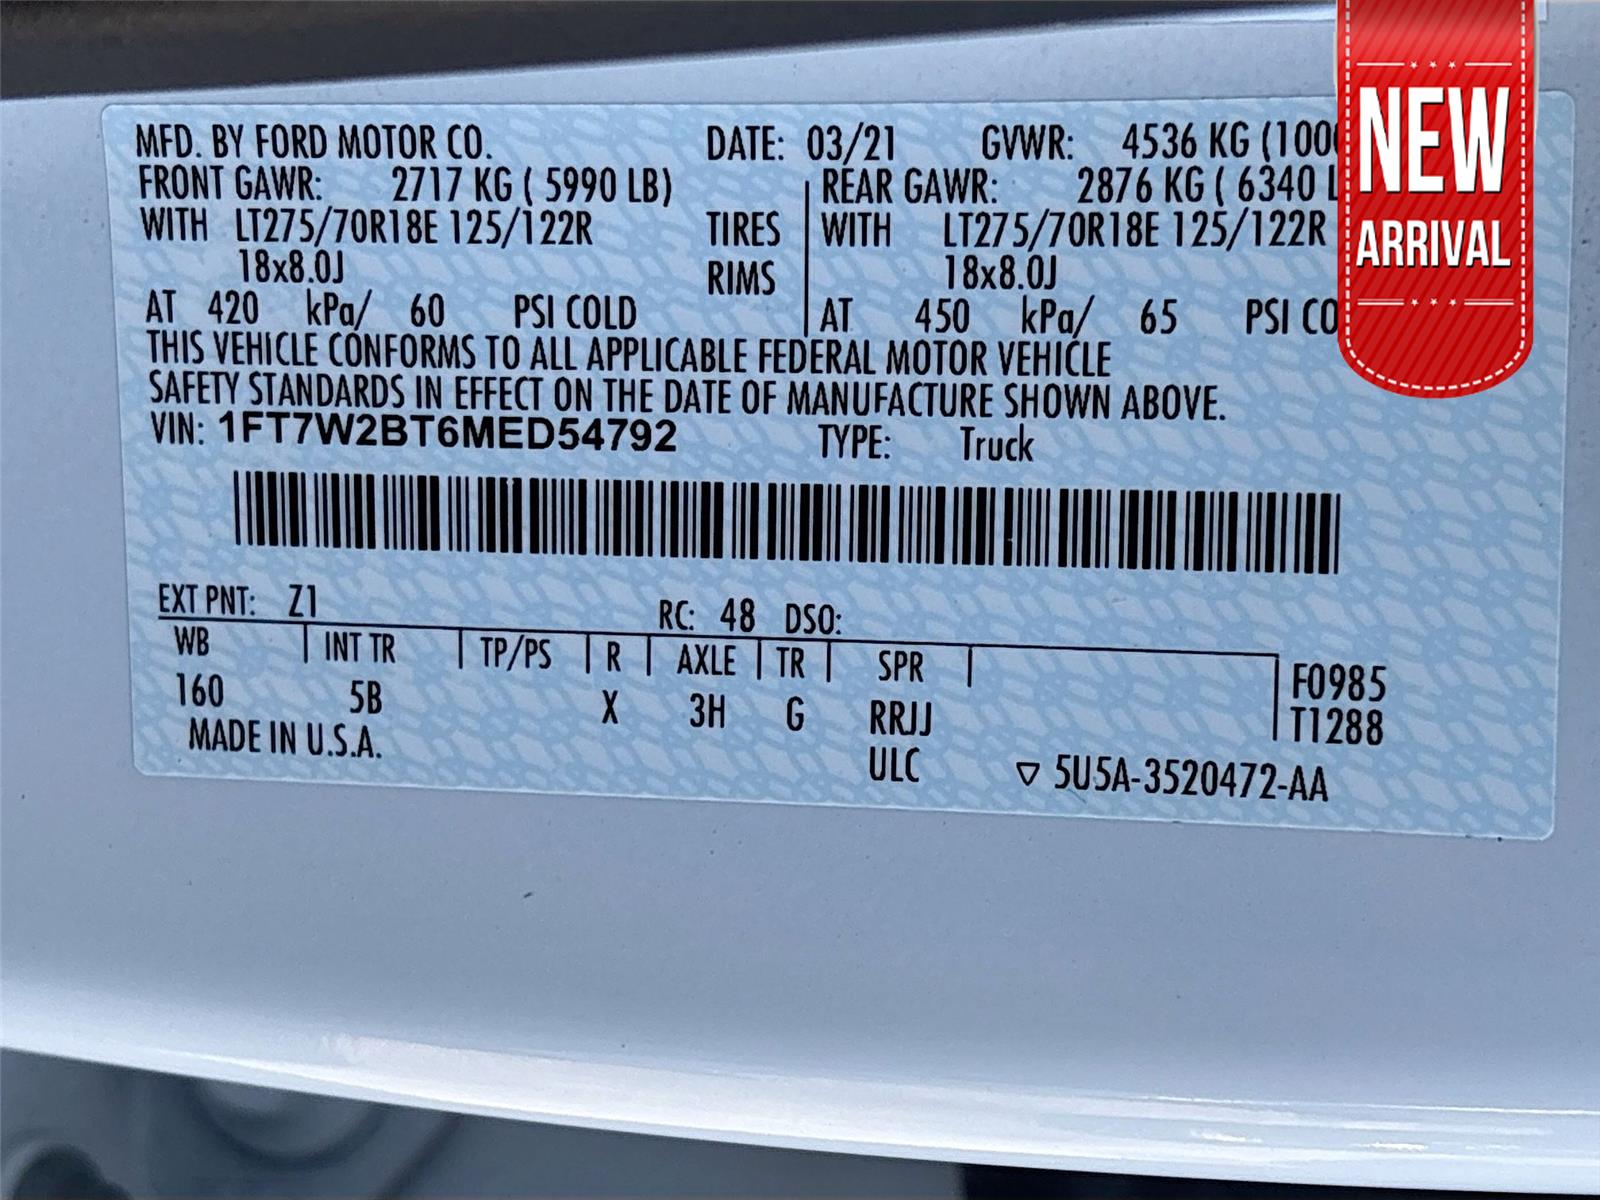 MFD. BY FORD MOTOR CO. DATE: 03/21 GVWR: 4536 KG
FRONT GAWR: 2717 KG ( 5990 LB) REAR GAWR: 2876 KG ( 6340
WITH LT275/70R18E 125/122R TIRES WITH LT275/70R18E 125/122R
18x8.0J RIMS 18x8.0J
AT 420 kPa/ 60 PSI COLD AT 450 kPa/ 65 PSI
THIS VEHICLE CONFORMS TO ALL APPLICABLE FEDERAL MOTOR VEHICLE
SAFETY STANDARDS IN EFFECT ON THE DATE OF MANUFACTURE SHOWN ABOVE.
VIN: 1FT7W2BT6MED54792 TYPE: Truck
EXT PNT: Z1 RC: 48 DSO:
WB INT TR TP/PS R AXLE TR SPR F0985
160 5B X 3H G RRJJ T1288
MADE IN U.S.A. ULC ▽ 5U5A-3520472-AA
NEW
ARRIVAL